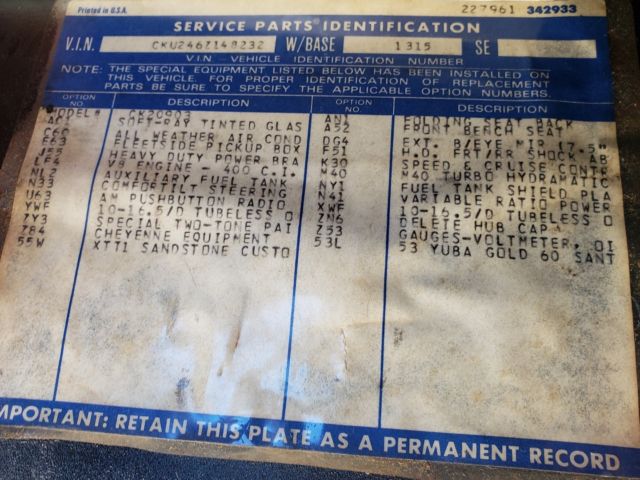 Printed in U.S.A. 227961 342933
SERVICE PARTS IDENTIFICATION
V.I.N. CKU246Z148232 W/BASE 1315 SE
V.I.N. - VEHICLE IDENTIFICATION NUMBER
NOTE: THE SPECIAL EQUIPMENT LISTED BELOW HAS BEEN INSTALLED ON
THIS VEHICLE. FOR PROPER IDENTIFICATION OF REPLACEMENT
PARTS BE SURE TO SPECIFY THE APPLICABLE OPTION NUMBERS.
OPTION NO. DESCRIPTION OPTION NO. DESCRIPTION
CK20903
SOFT-RAY TINTED GLAS AN1 FOLDING SEAT BACK
C60 ALL WEATHER AIR COND A52 FRONT BENCH SEAT
E63 FLEETSIDE PICKUP BOX DG4 EXT. B/EYE MIR 17.5"
J55 HEAVY DUTY POWER BRA F51 H.D. FRT/RR SHOCK AB
LF4 V8 ENGINE - 400 C.I. K30 SPEED & CRUISE CONTR
NL2 AUXILIARY FUEL TANK M40 M40 TURBO HYDRAMATIC
N33 COMFORTILT STEERING NY1 FUEL TANK SHIELD PLA
U63 AM PUSHBUTTON RADIO N41 VARIABLE RATIO POWER
YWF 10-16.5/D TUBELESS O XWF 10-16.5/D TUBELESS O
ZY3 SPECIAL TWO-TONE PAI ZN6 DELETE HUB CAP
Z84 CHEYENNE EQUIPMENT Z53 GAUGES-VOLTMETER, OI
55W XTT1 SANDSTONE CUSTO 53L 53 YUBA GOLD 60 SANT
IMPORTANT: RETAIN THIS PLATE AS A PERMANENT RECORD